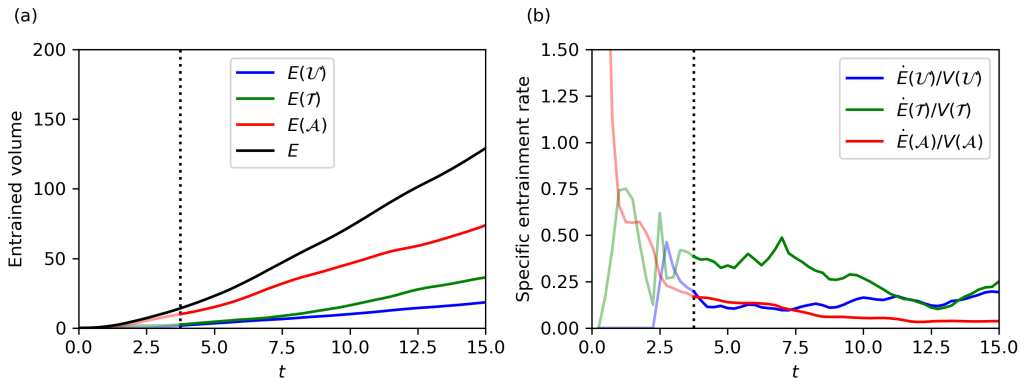 (a)
200
150
100
50
0
Entrained volume
0.0 2.5 5.0 7.5 10.0 12.5 15.0
t
E(𝒰)
E(𝒯)
E(𝒜)
E
(b)
1.50
1.25
1.00
0.75
0.50
0.25
0.00
Specific entrainment rate
0.0 2.5 5.0 7.5 10.0 12.5 15.0
t
Ė(𝒰)/V(𝒰)
Ė(𝒯)/V(𝒯)
Ė(𝒜)/V(𝒜)